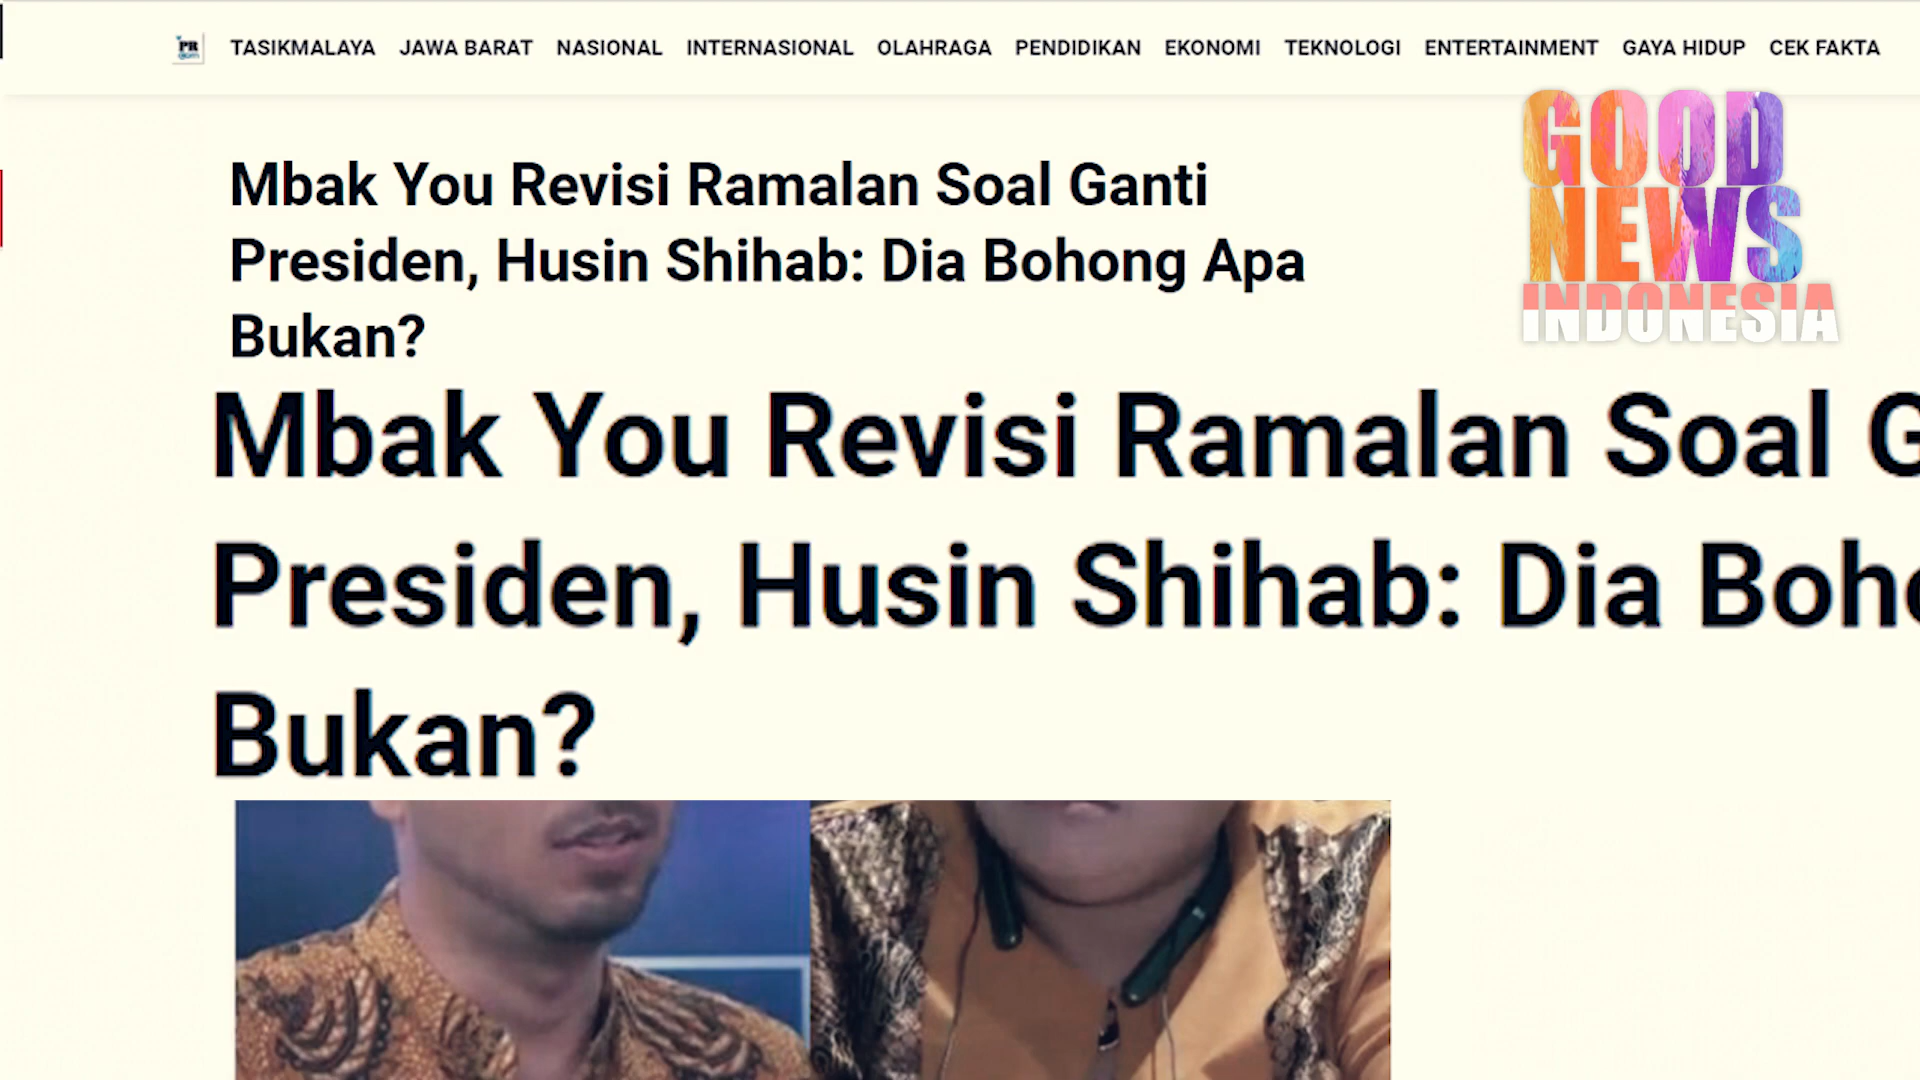 PR
TASIKMALAYA JAWA BARAT NASIONAL INTERNASIONAL OLAHRAGA PENDIDIKAN EKONOMI TEKNOLOGI ENTERTAINMENT GAYA HIDUP CEK FAKTA
GOOD
NEWS
INDONESIA
Mbak You Revisi Ramalan Soal Ganti
Presiden, Husin Shihab: Dia Bohong Apa
Bukan?
Mbak You Revisi Ramalan Soal G
Presiden, Husin Shihab: Dia Boho
Bukan?